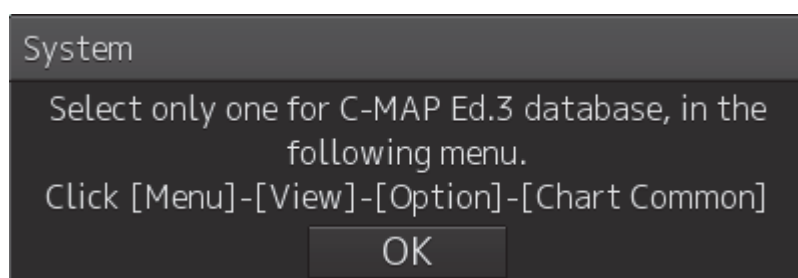 System
Select only one for C-MAP Ed.3 database, in the
following menu.
Click [Menu]-[View]-[Option]-[Chart Common]
OK